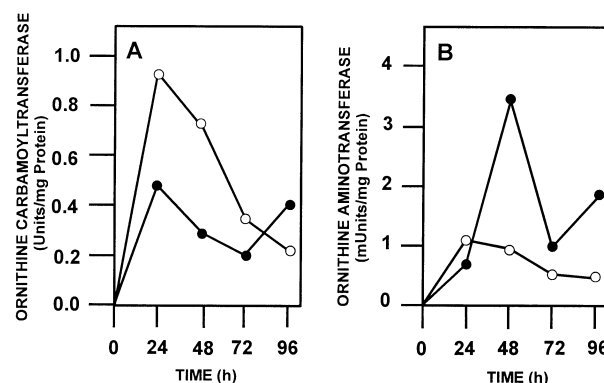 A
ORNITHINE CARBAMOYLTRANSFERASE
(Units/mg Protein)
1.0
0.8
0.6
0.4
0.2
0.0
0 24 48 72 96
TIME (h)
B
ORNITHINE AMINOTRANSFERASE
(mUnits/mg Protein)
4
3
2
1
0
0 24 48 72 96
TIME (h)